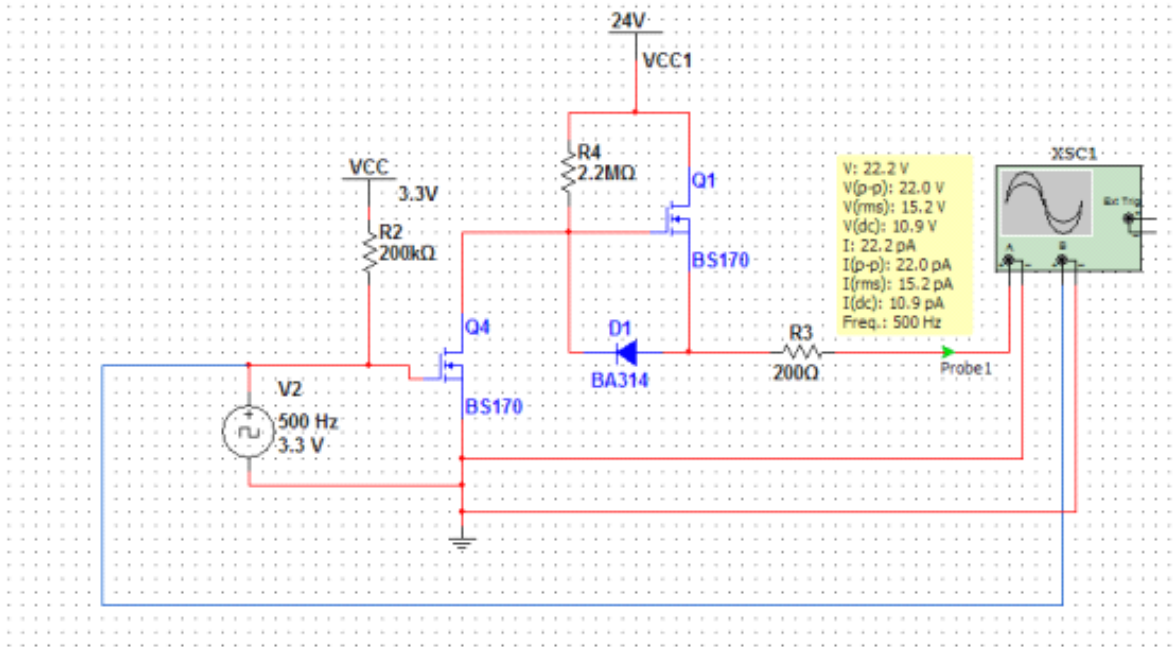 24V
VCC1
R4
2.2MΩ
Q1
BS170
VCC
3.3V
R2
200kΩ
Q4
BS170
D1
BA314
R3
200Ω
V: 22.2 V
V(p-p): 22.0 V
V(rms): 15.2 V
V(dc): 10.9 V
I: 22.2 pA
I(p-p): 22.0 pA
I(rms): 15.2 pA
I(dc): 10.9 pA
Freq.: 500 Hz
Probe1
XSC1
Ext Trig
A
B
V2
500 Hz
3.3 V